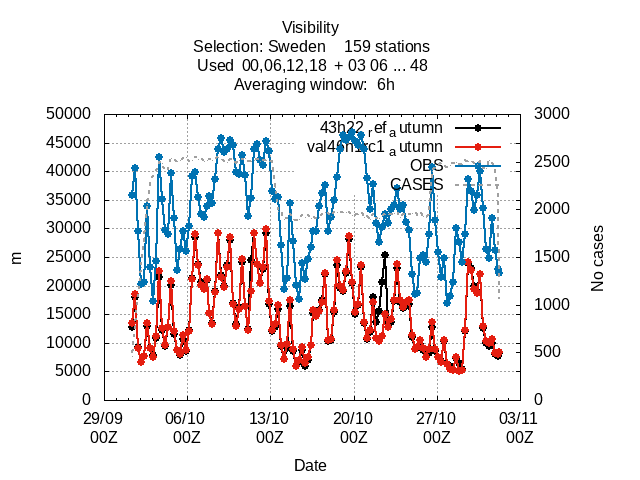 Visibility
Selection: Sweden 159 stations
Used 00,06,12,18 + 03 06 ... 48
Averaging window: 6h
50000
45000
40000
35000
30000
25000
20000
15000
10000
5000
0
m
3000
2500
2000
1500
1000
500
0
No cases
43h22_ref_autumn
OBS
CASES
29/09 06/10 13/10 20/10 27/10 03/11
00Z 00Z 00Z 00Z 00Z 00Z
Date